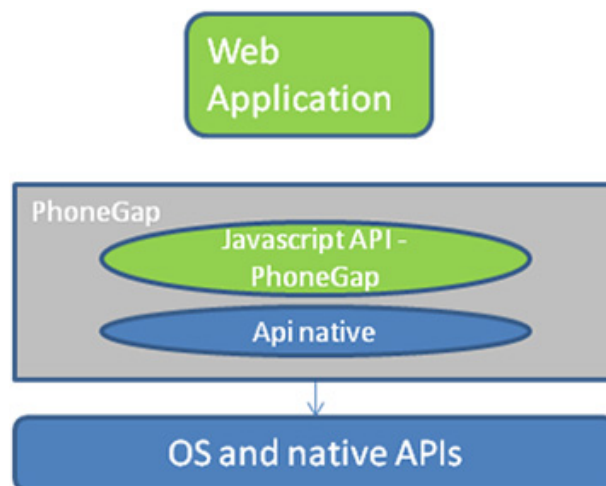 Web
Application
PhoneGap
Javascript API -
PhoneGap
Api native
OS and native APIs